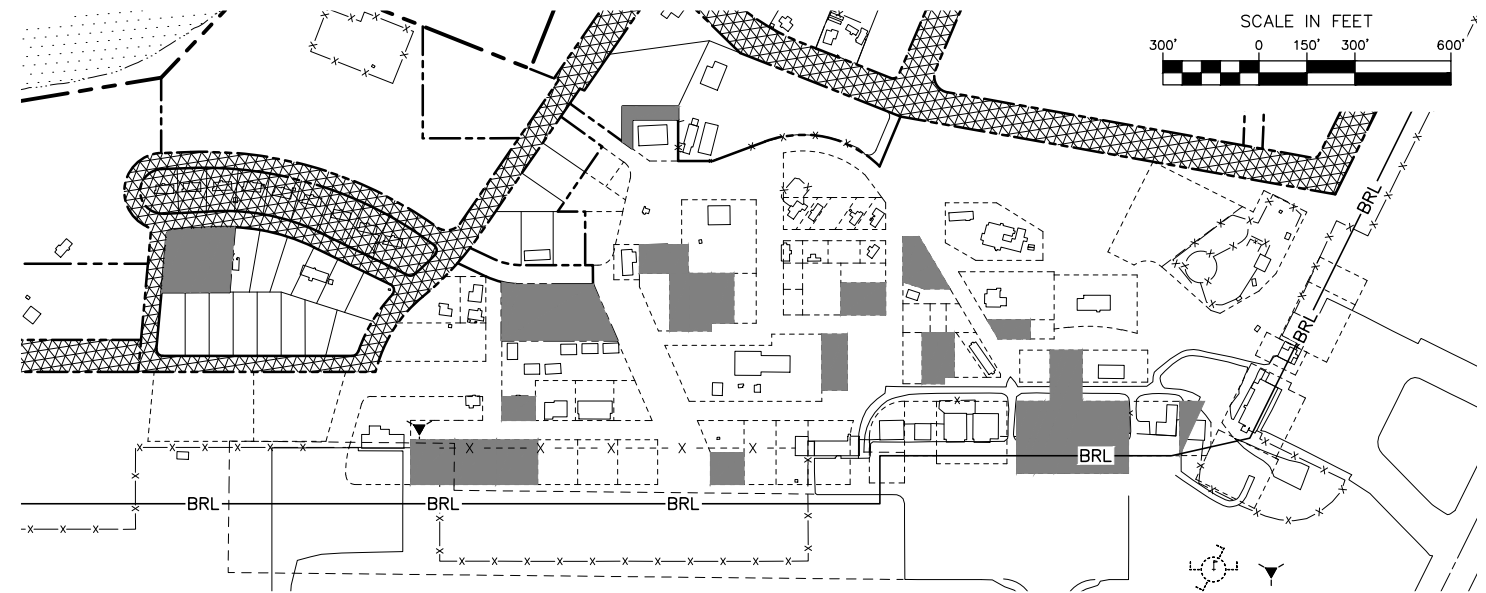 SCALE IN FEET
300' 0 150' 300' 600'
BRL
BRL
BRL
BRL BRL BRL